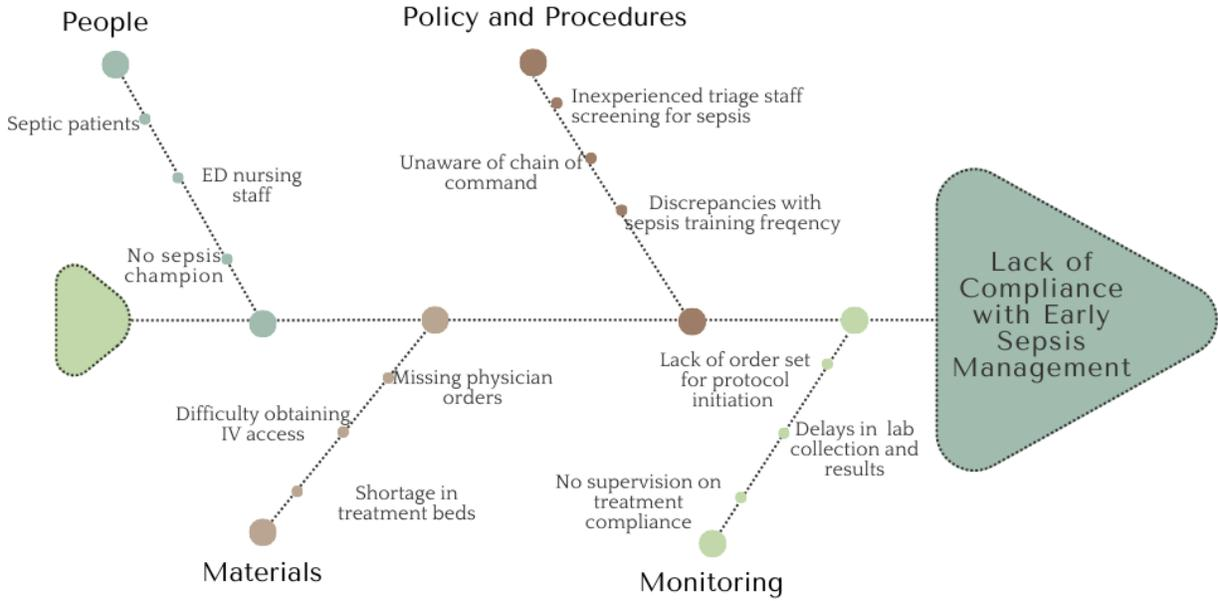 People
Policy and Procedures
Septic patients
ED nursing
staff
No sepsis
champion
Inexperienced triage staff
screening for sepsis
Unaware of chain of
command
Discrepancies with
sepsis training freqency
Lack of
Compliance
with Early
Sepsis
Management
Missing physician
orders
Difficulty obtaining
IV access
Shortage in
treatment beds
Materials
Lack of order set
for protocol
initiation
Delays in  lab
collection and
results
No supervision on
treatment
compliance
Monitoring